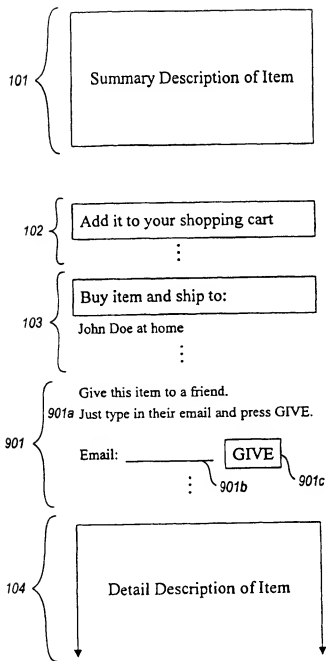 101
Summary Description of Item
102
Add it to your shopping cart
103
Buy item and ship to:
John Doe at home
901
Give this item to a friend.
901a Just type in their email and press GIVE.
Email: GIVE
901b 901c
104
Detail Description of Item